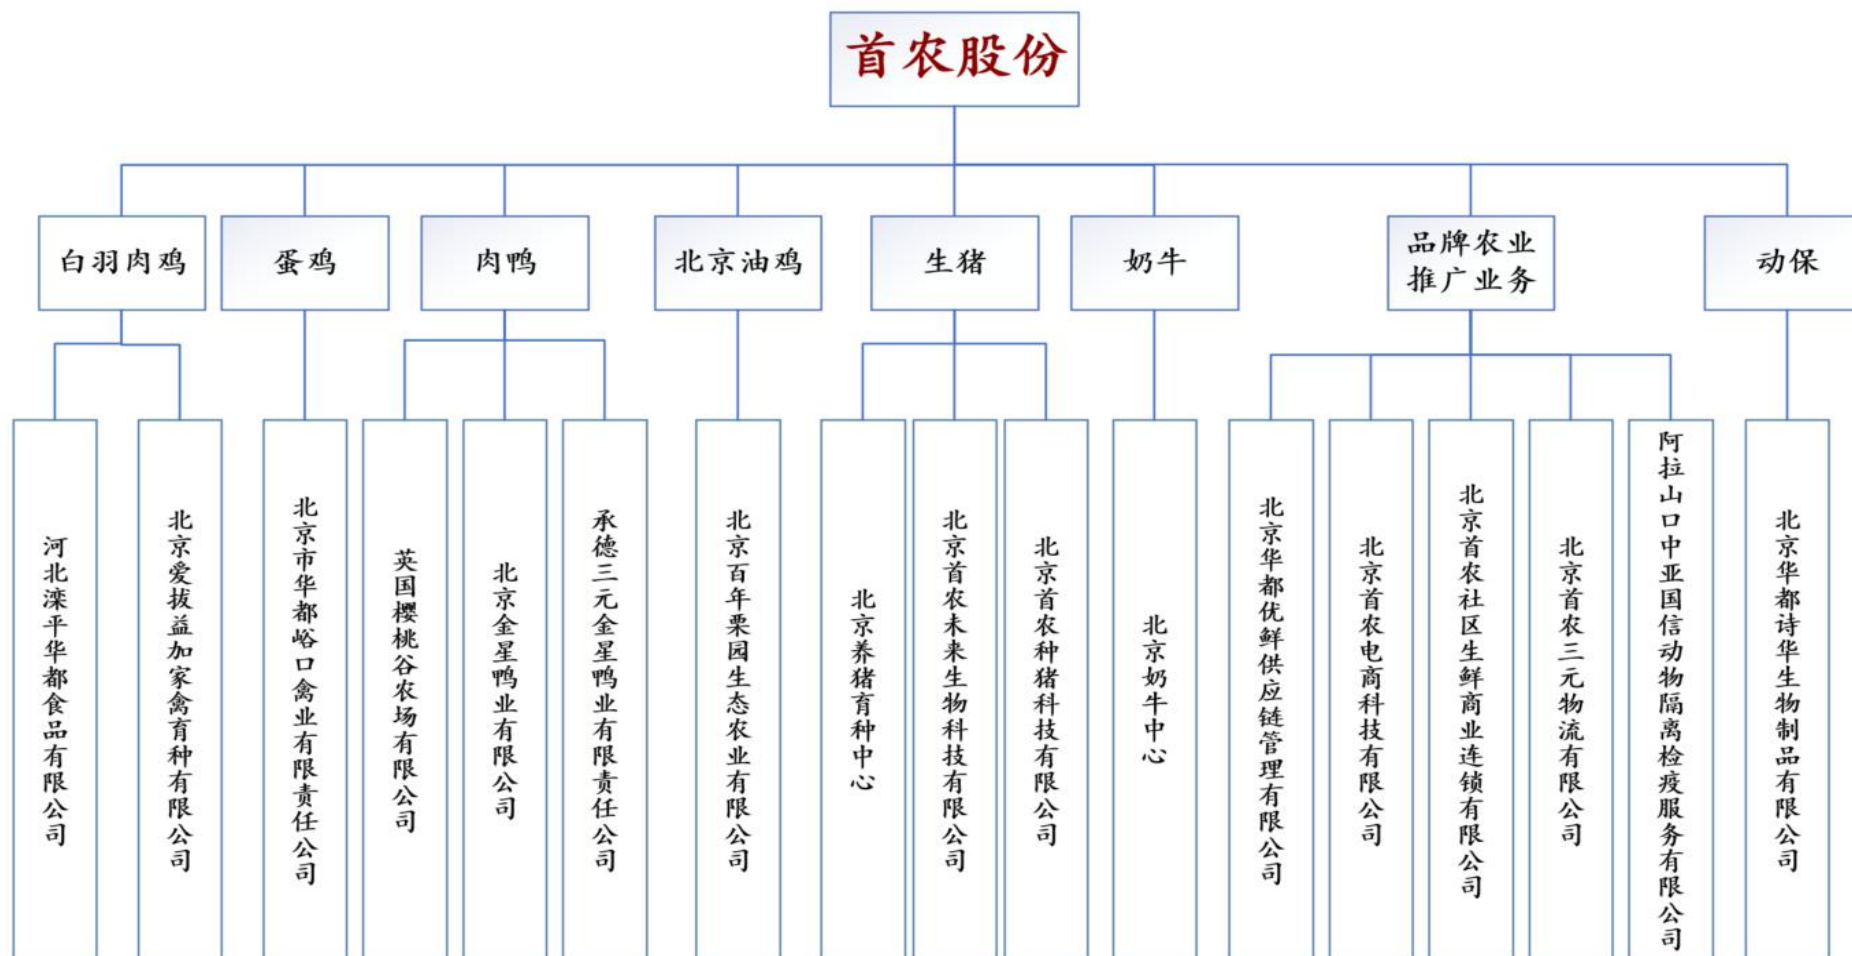 首农股份
白羽肉鸡
蛋鸡
肉鸭
北京油鸡
生猪
奶牛
品牌农业
推广业务
动保
河北滦平华都食品有限公司
北京爱拔益加家禽育种有限公司
北京市华都峪口禽业有限责任公司
英国樱桃谷农场有限公司
北京金星鸭业有限公司
承德三元金星鸭业有限责任公司
北京百年栗园生态农业有限公司
北京养猪育种中心
北京首农未来生物科技有限公司
北京首农种猪科技有限公司
北京奶牛中心
北京华都优鲜供应链管理有限公司
北京首农电商科技有限公司
北京首农社区生鲜商业连锁有限公司
北京首农三元物流有限公司
阿拉山口中亚国信动物隔离检疫服务有限公司
北京华都诗华生物制品有限公司